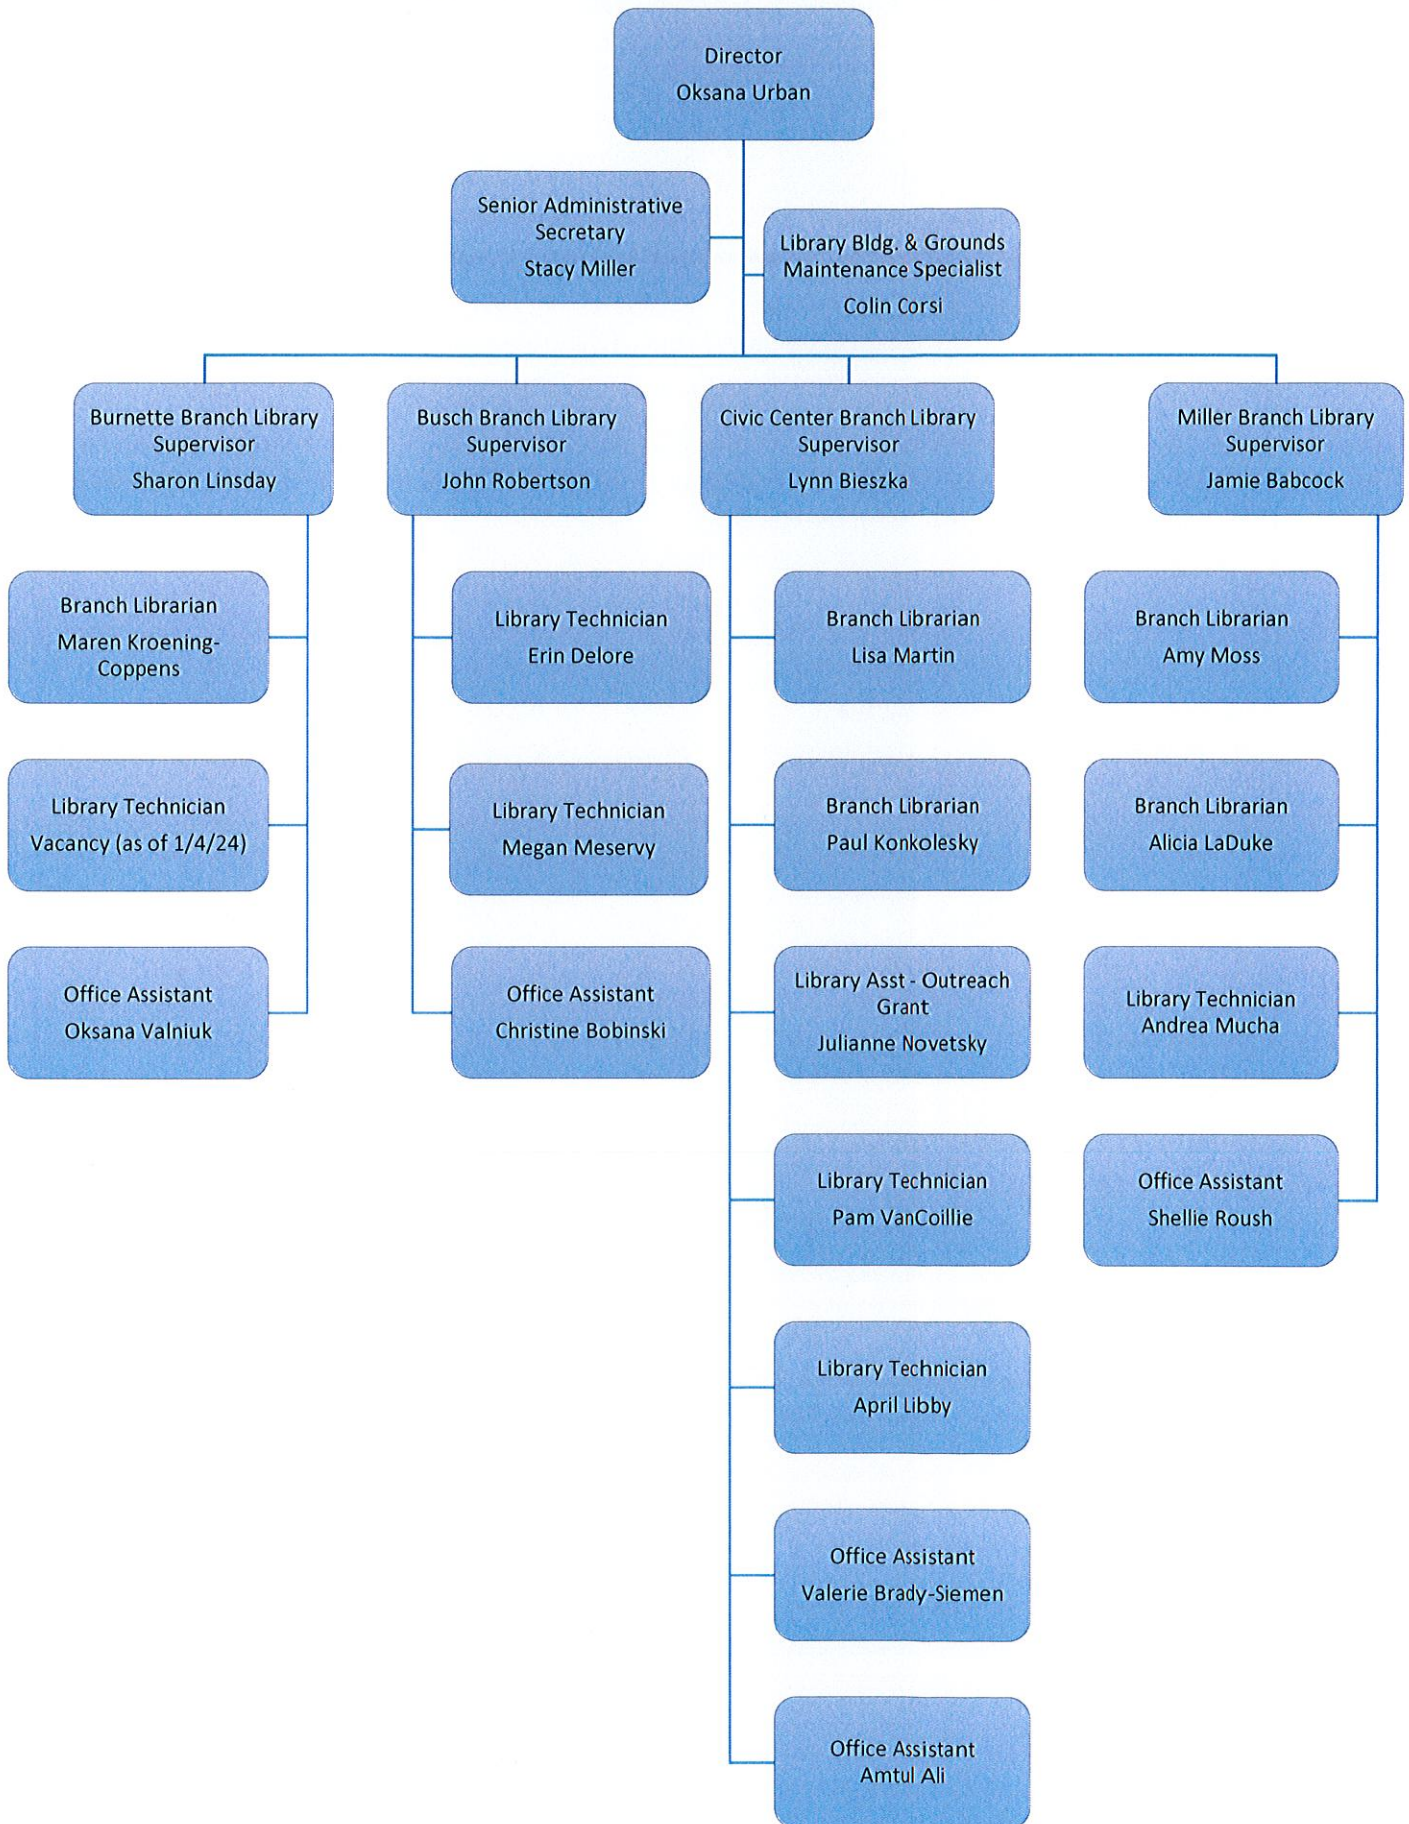 Director
Oksana Urban
Senior Administrative
Secretary
Stacy Miller
Library Bldg. & Grounds
Maintenance Specialist
Colin Corsi
Burnette Branch Library
Supervisor
Sharon Linsday
Busch Branch Library
Supervisor
John Robertson
Civic Center Branch Library
Supervisor
Lynn Bieszka
Miller Branch Library
Supervisor
Jamie Babcock
Branch Librarian
Maren Kroening-
Coppens
Library Technician
Erin Delore
Branch Librarian
Lisa Martin
Branch Librarian
Amy Moss
Library Technician
Vacancy (as of 1/4/24)
Library Technician
Megan Meservy
Branch Librarian
Paul Konkolesky
Branch Librarian
Alicia LaDuke
Office Assistant
Oksana Valniuk
Office Assistant
Christine Bobinski
Library Asst - Outreach
Grant
Julianne Novetsky
Library Technician
Andrea Mucha
Library Technician
Pam VanCoillie
Office Assistant
Shellie Roush
Library Technician
April Libby
Office Assistant
Valerie Brady-Siemen
Office Assistant
Amtul Ali